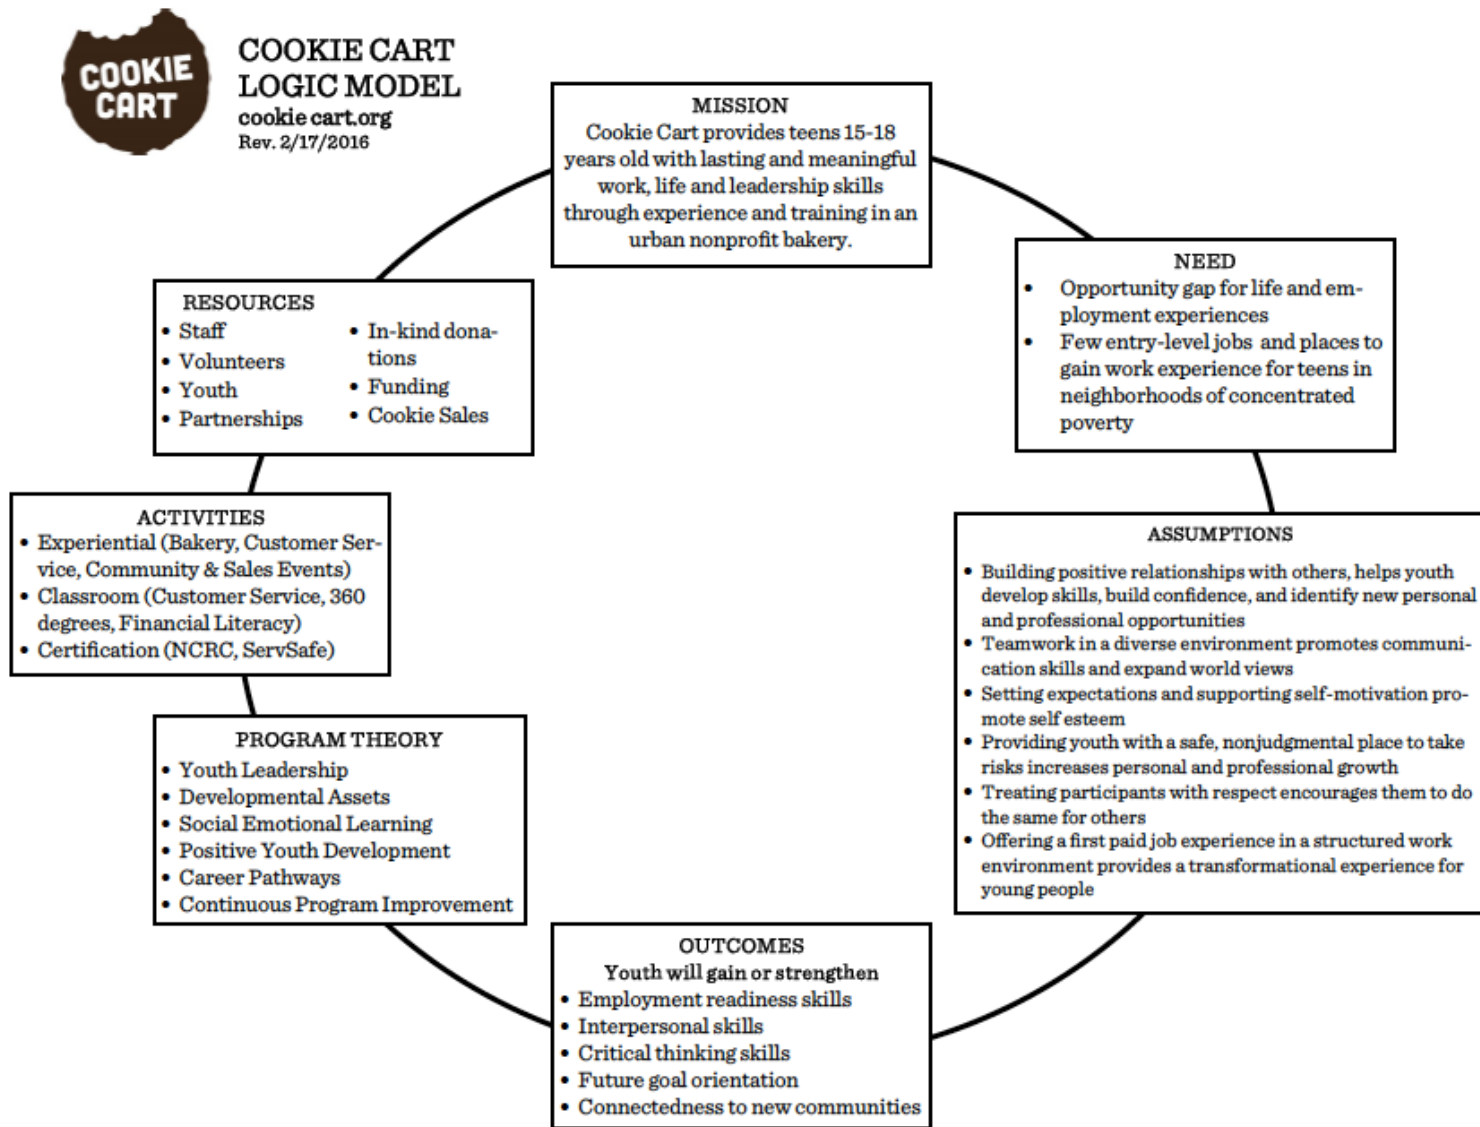 COOKIE
CART
COOKIE CART
LOGIC MODEL
cookie cart.org
Rev. 2/17/2016
MISSION
Cookie Cart provides teens 15-18
years old with lasting and meaningful
work, life and leadership skills
through experience and training in an
urban nonprofit bakery.
NEED
• Opportunity gap for life and em-
ployment experiences
• Few entry-level jobs and places to
gain work experience for teens in
neighborhoods of concentrated
poverty
ASSUMPTIONS
• Building positive relationships with others, helps youth
develop skills, build confidence, and identify new personal
and professional opportunities
• Teamwork in a diverse environment promotes communi-
cation skills and expand world views
• Setting expectations and supporting self-motivation pro-
mote self esteem
• Providing youth with a safe, nonjudgmental place to take
risks increases personal and professional growth
• Treating participants with respect encourages them to do
the same for others
• Offering a first paid job experience in a structured work
environment provides a transformational experience for
young people
OUTCOMES
Youth will gain or strengthen
• Employment readiness skills
• Interpersonal skills
• Critical thinking skills
• Future goal orientation
• Connectedness to new communities
PROGRAM THEORY
• Youth Leadership
• Developmental Assets
• Social Emotional Learning
• Positive Youth Development
• Career Pathways
• Continuous Program Improvement
ACTIVITIES
• Experiential (Bakery, Customer Ser-
vice, Community & Sales Events)
• Classroom (Customer Service, 360
degrees, Financial Literacy)
• Certification (NCRC, ServSafe)
RESOURCES
• Staff
• Volunteers
• Youth
• Partnerships
• In-kind dona-
tions
• Funding
• Cookie Sales